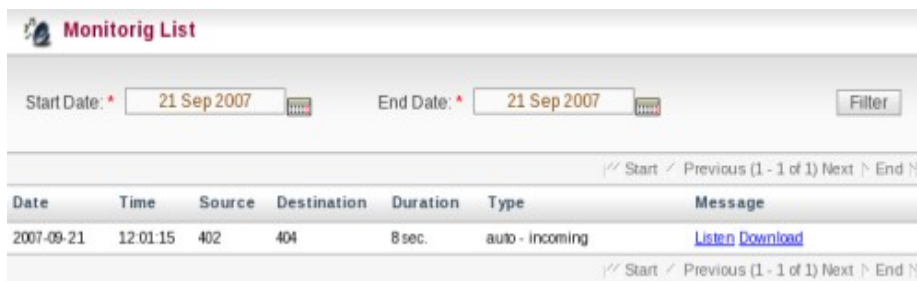 Monitorig List
Start Date: * 21 Sep 2007 End Date: * 21 Sep 2007 Filter
Start Previous (1 - 1 of 1) Next End
Date Time Source Destination Duration Type Message
2007-09-21 12:01:15 402 404 8 sec. auto - incoming Listen Download
Start Previous (1 - 1 of 1) Next End